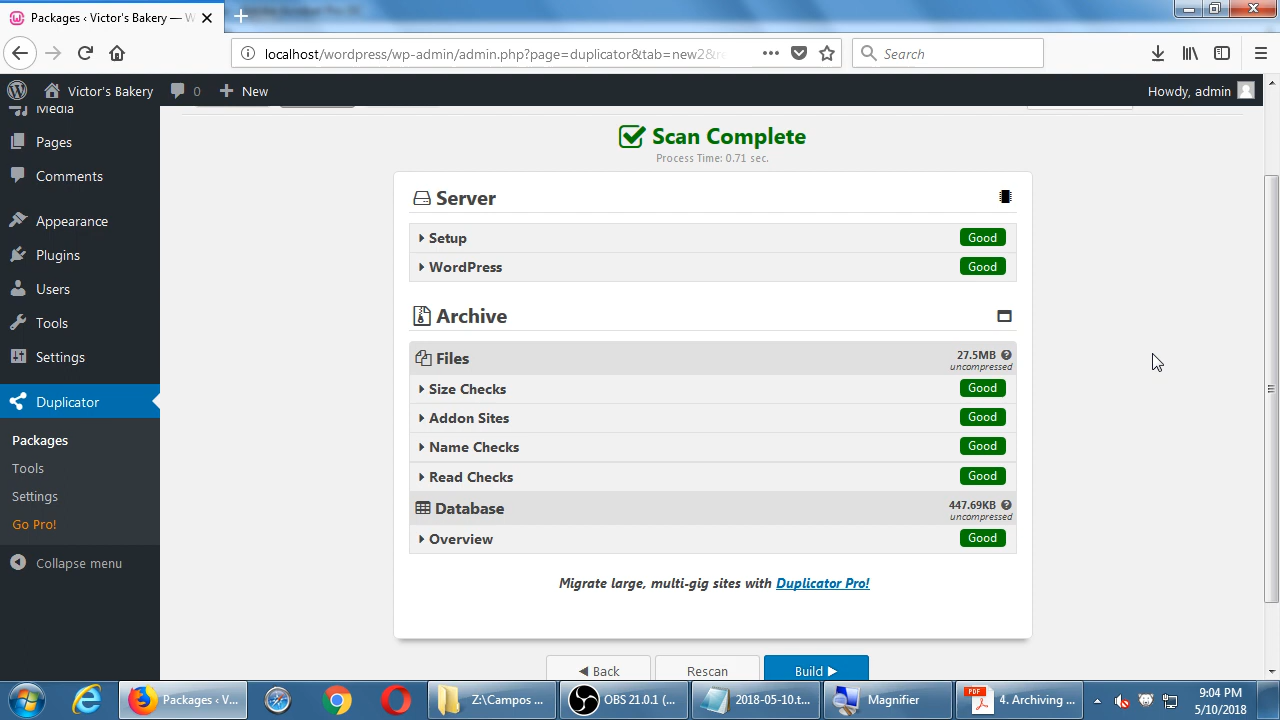 Packages ‹ Victor's Bakery — W
localhost/wordpress/wp-admin/admin.php?page=duplicator&tab=new2&
Search
Victor's Bakery
0
New
Howdy, admin
Media
Pages
Comments
Appearance
Plugins
Users
Tools
Settings
Duplicator
Packages
Tools
Settings
Go Pro!
Collapse menu
Scan Complete
Process Time: 0.71 sec.
Server
Setup Good
WordPress Good
Archive
Files 27.5MB
uncompressed
Size Checks Good
Addon Sites Good
Name Checks Good
Read Checks Good
Database 447.69KB
uncompressed
Overview Good
Migrate large, multi-gig sites with Duplicator Pro!
Back
Rescan
Build
Packages ‹ V...
Z:\Campos ...
OBS 21.0.1 (...
2018-05-10.t...
Magnifier
PDF
4. Archiving ...
9:04 PM
5/10/2018